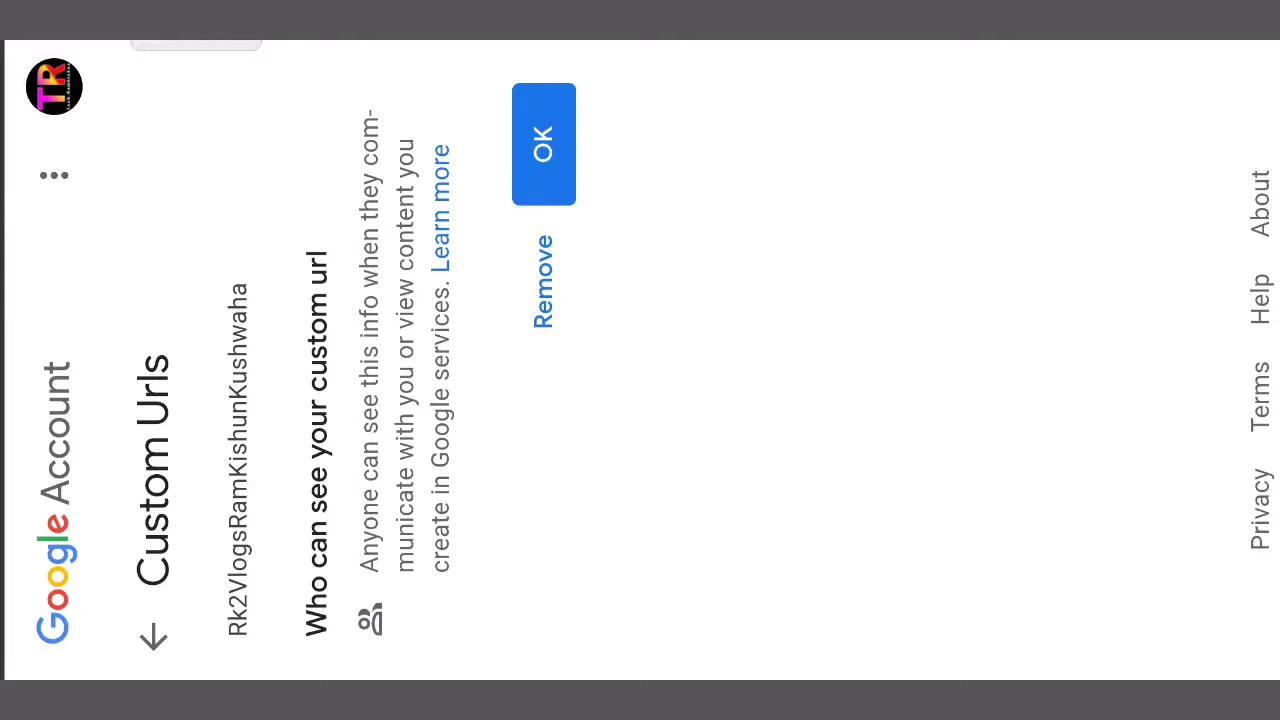 Google Account
TR
Custom Urls
Rk2VlogsRamKishunKushwaha
Who can see your custom url
Anyone can see this info when they com-
municate with you or view content you
create in Google services. Learn more
Remove OK
Privacy Terms Help About